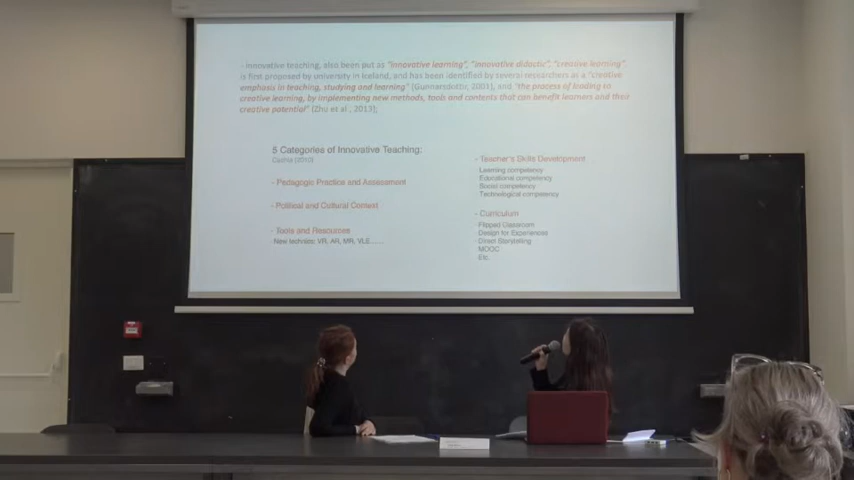 - innovative teaching, also been put as "innovative learning", "innovative didactic", "creative learning",
is first proposed by university in Iceland, and has been identified by several researchers as a "creative
emphasis in teaching, studying and learning" (Gunnarsdottir, 2001), and "the process of leading to
creative learning, by implementing new methods, tools and contents that can benefit learners and their
creative potential" (Zhu et al., 2013);
5 Categories of Innovative Teaching:
- Pedagogic Practice and Assessment
- Political and Cultural Context
- Tools and Resources
New technics: VR, AR, MR, VLE......
- Teacher's Skills Development
Learning competency
Educational competency
Social competency
Technological competency
- Curriculum
Flipped Classroom
Design for Experiences
Direct Storytelling
MOOC
Etc.